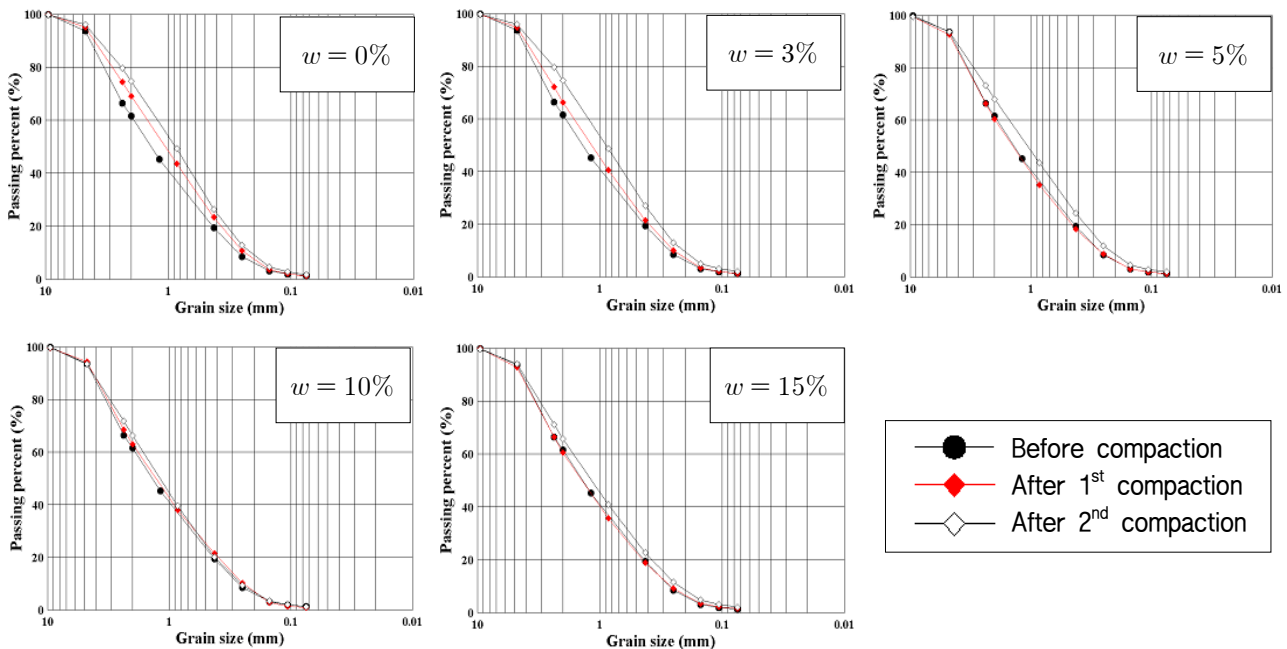 w = 0%
100
80
60
40
20
0
Passing percent (%)
10
1
0.1
0.01
Grain size (mm)
w = 3%
100
80
60
40
20
0
Passing percent (%)
10
1
0.1
0.01
Grain size (mm)
w = 5%
100
80
60
40
20
0
Passing percent (%)
10
1
0.1
0.01
Grain size (mm)
w = 10%
100
80
60
40
20
0
Passing percent (%)
10
1
0.1
0.01
Grain size (mm)
w = 15%
100
80
60
40
20
0
Passing percent (%)
10
1
0.1
0.01
Grain size (mm)
Before compaction
After 1st compaction
After 2nd compaction